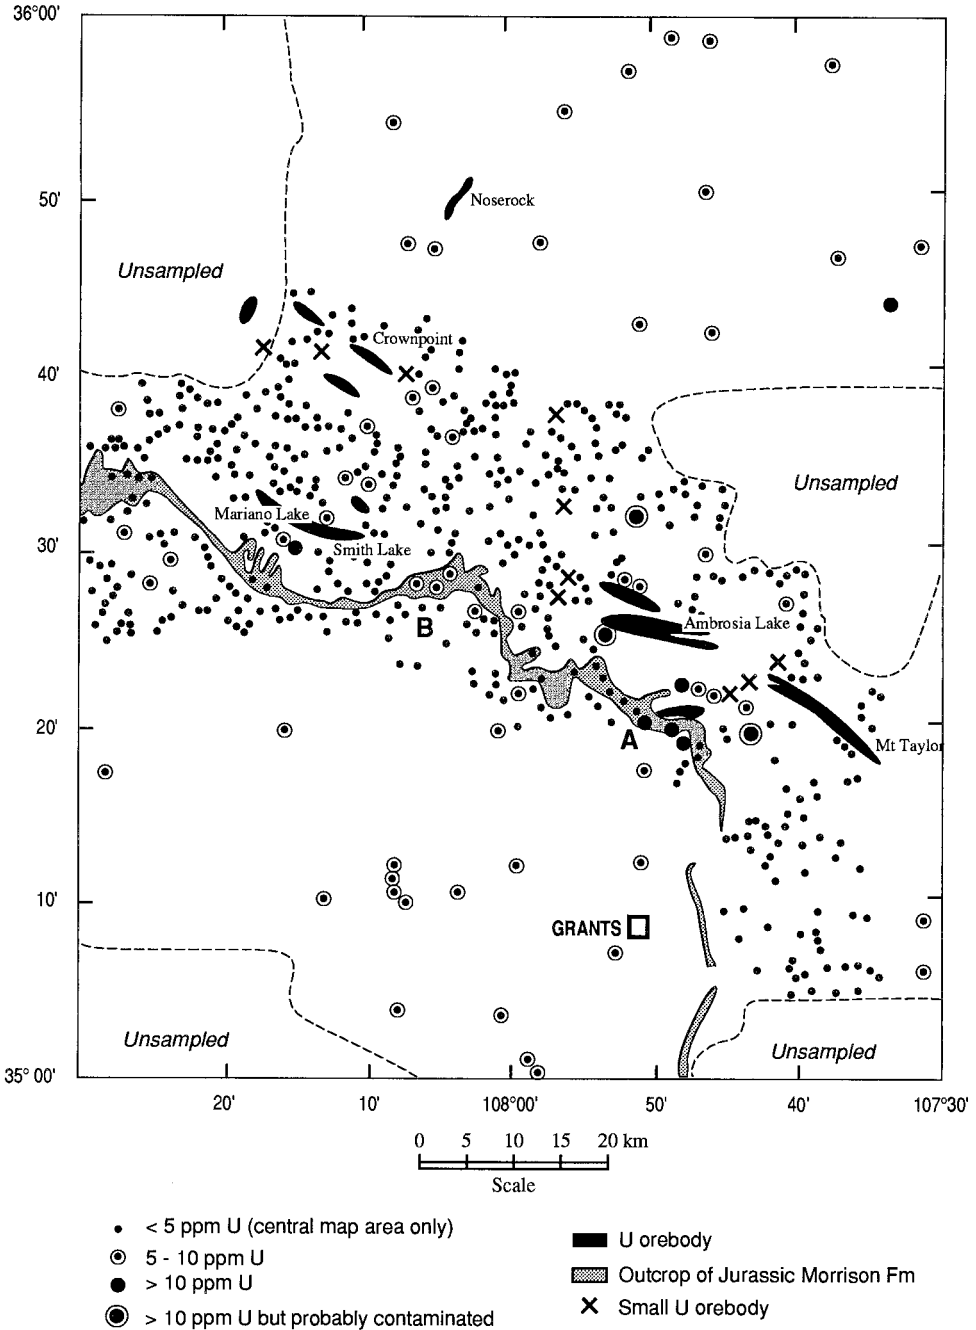 36°00'
50'
Noserock
Unsampled
Crownpoint
40'
Unsampled
Mariano Lake
30'
Smith Lake
B
Ambrosia Lake
20'
A
Mt Taylor
10'
GRANTS
Unsampled
Unsampled
35° 00'
20'
10'
108°00'
50'
40'
107°30'
0 5 10 15 20 km
Scale
< 5 ppm U (central map area only)
5 - 10 ppm U
> 10 ppm U
> 10 ppm U but probably contaminated
U orebody
Outcrop of Jurassic Morrison Fm
Small U orebody